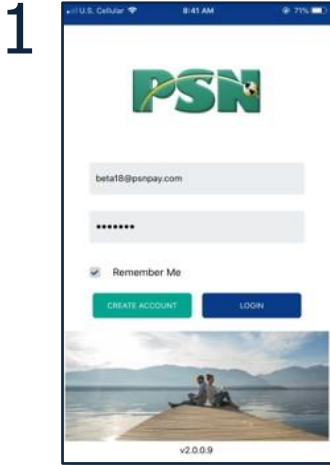 1
U.S. Cellular 8:41 AM 71%
PSN
beta18@psnpay.com
•••••••
Remember Me
CREATE ACCOUNT LOGIN
v2.0.0.9